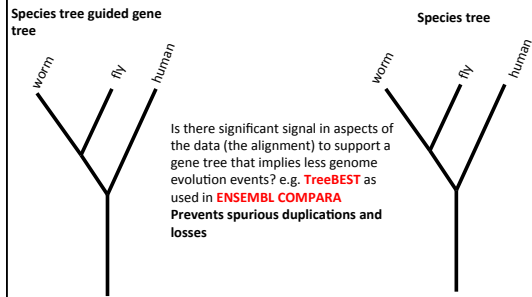 Species tree guided gene
tree
worm
fly
human
Species tree
worm
fly
human
Is there significant signal in aspects of
the data (the alignment) to support a
gene tree that implies less genome
evolution events? e.g. TreeBEST as
used in ENSEMBL COMPARA
Prevents spurious duplications and
losses